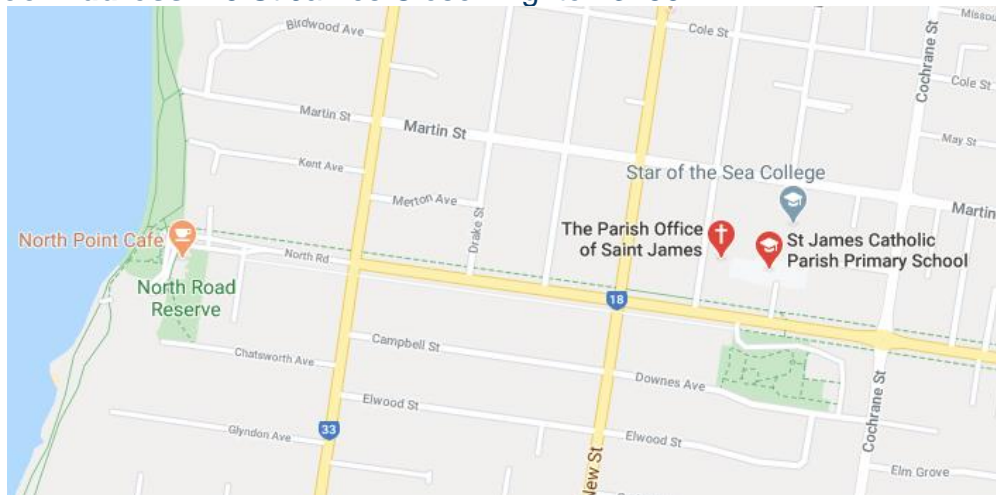 Birdwood Ave
Cole St
Cochrane St
Cole St
Martin St
Martin St
May St
Kent Ave
Star of the Sea College
Merton Ave
Martin
Drake St
The Parish Office
of Saint James
St James Catholic
Parish Primary School
North Point Cafe
North Rd
North Road
Reserve
18
Campbell St
Chatsworth Ave
Downes Ave
Elwood St
Cochrane St
Glyndon Ave
33
Elwood St
New St
Elm Grove